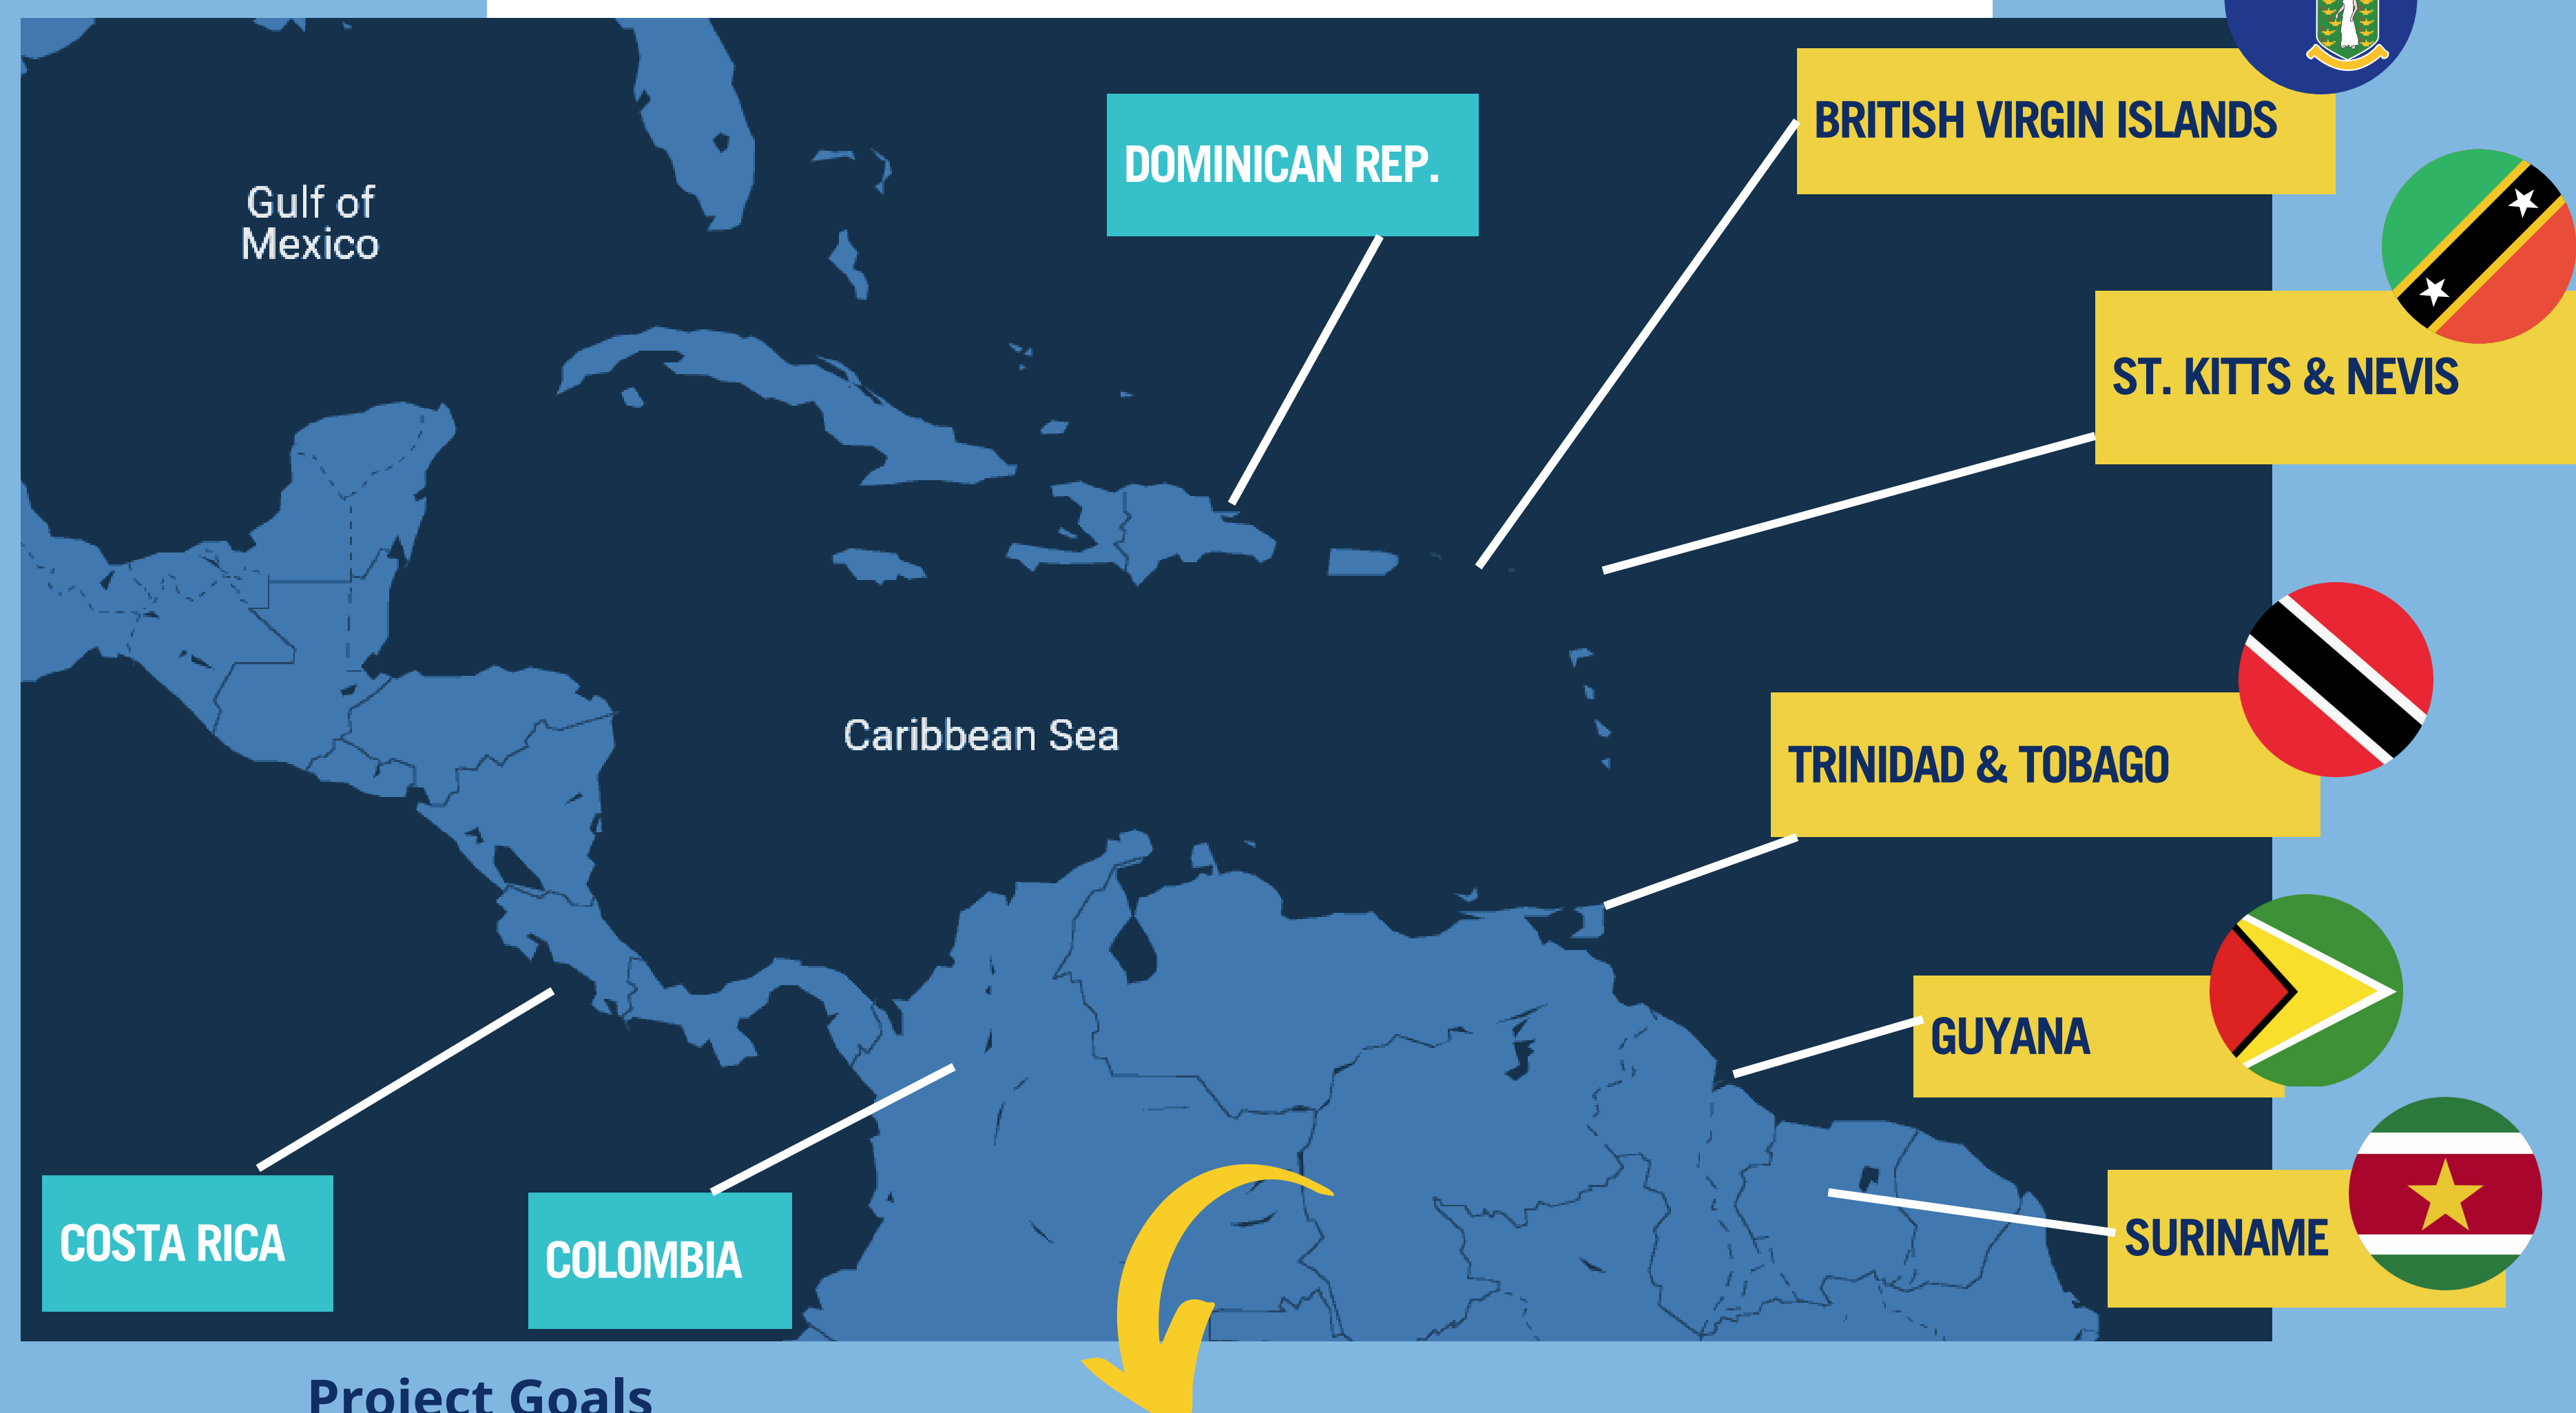 BRITISH VIRGIN ISLANDS
DOMINICAN REP.
Gulf of
Mexico
ST. KITTS & NEVIS
Caribbean Sea
TRINIDAD & TOBAGO
GUYANA
COSTA RICA
COLOMBIA
SURINAME
Project Goals